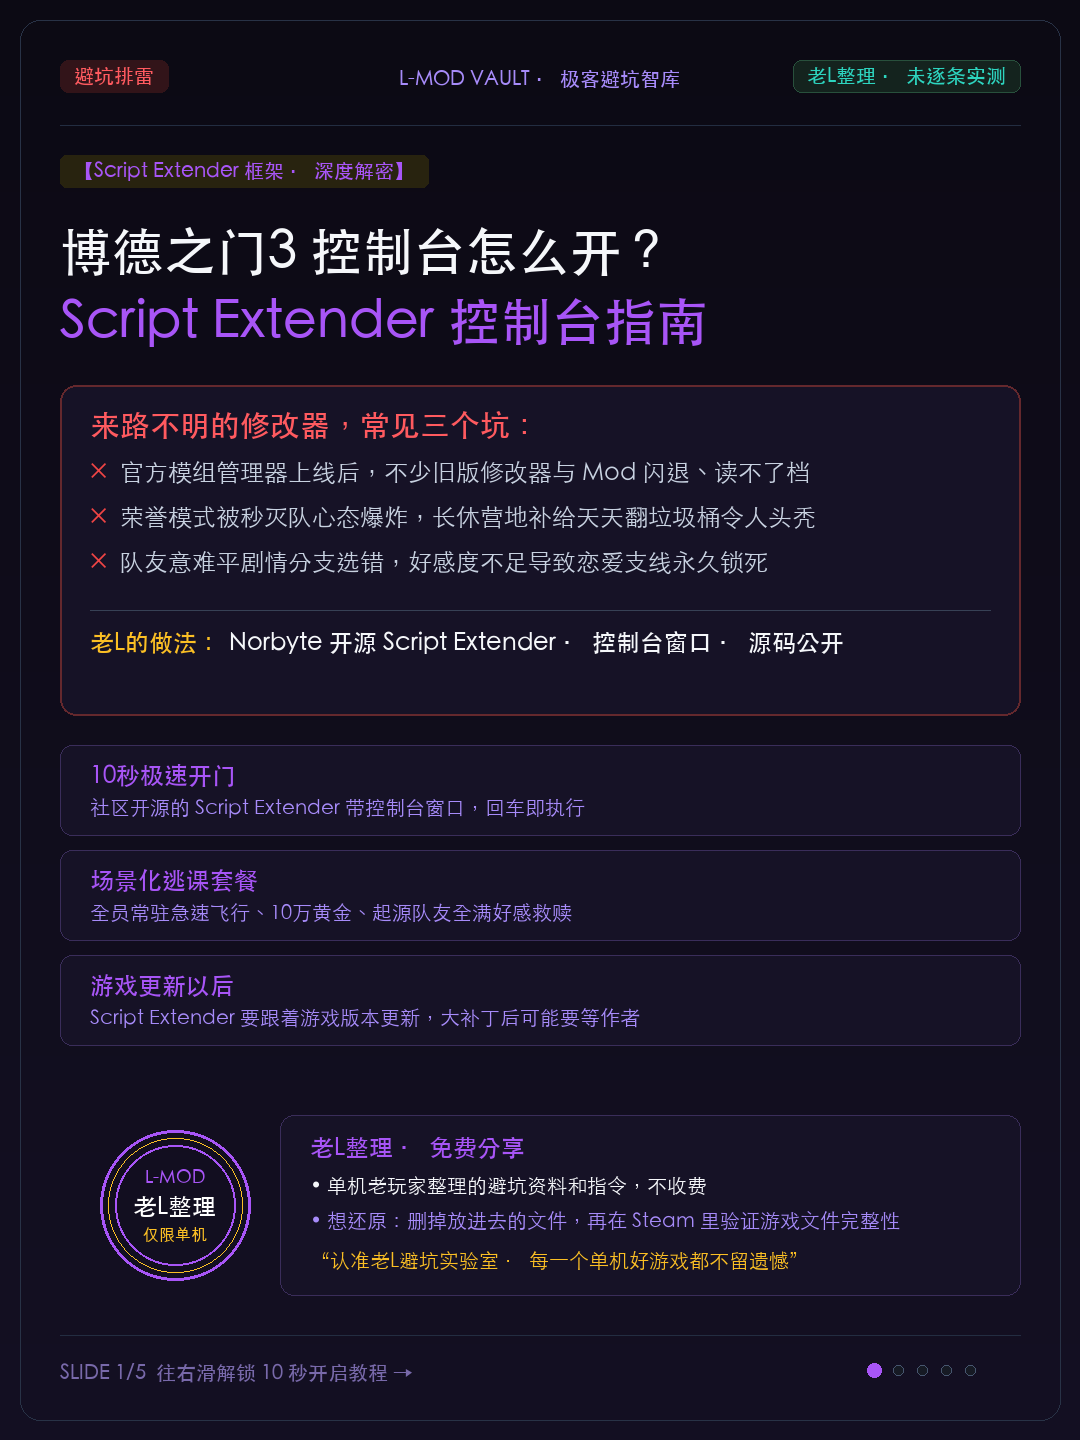 避坑排雷
L-MOD VAULT · 极客避坑智库
老L整理 · 未逐条实测
【Script Extender 框架 · 深度解密】
博德之门3 控制台怎么开？
Script Extender 控制台指南
来路不明的修改器，常见三个坑：
× 官方模组管理器上线后，不少旧版修改器与 Mod 闪退、读不了档
× 荣誉模式被秒灭队心态爆炸，长休营地补给天天翻垃圾桶令人头秃
× 队友意难平剧情分支选错，好感度不足导致恋爱支线永久锁死
老L的做法： Norbyte 开源 Script Extender · 控制台窗口 · 源码公开
10秒极速开门
社区开源的 Script Extender 带控制台窗口，回车即执行
场景化逃课套餐
全员常驻急速飞行、10万黄金、起源队友全满好感救赎
游戏更新以后
Script Extender 要跟着游戏版本更新，大补丁后可能要等作者
L-MOD
老L整理
仅限单机
老L整理 · 免费分享
• 单机老玩家整理的避坑资料和指令，不收费
• 想还原：删掉放进去的文件，再在 Steam 里验证游戏文件完整性
“认准老L避坑实验室 · 每一个单机好游戏都不留遗憾”
SLIDE 1/5 往右滑解锁 10 秒开启教程 →